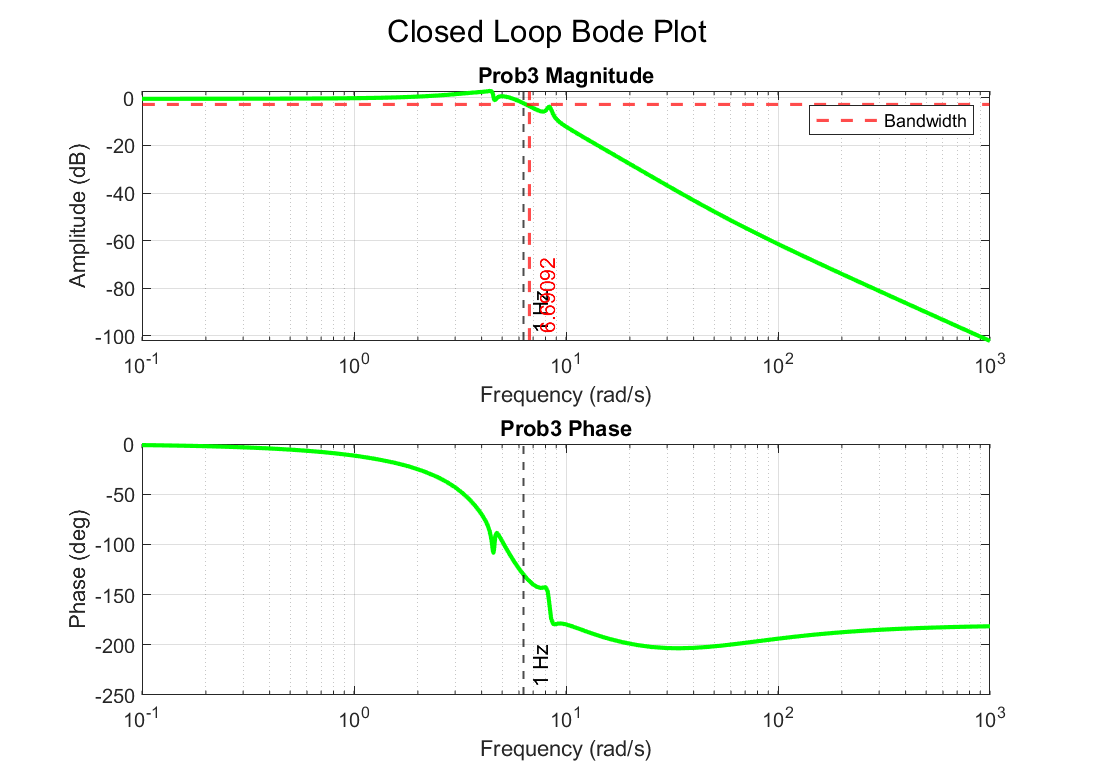 Closed Loop Bode Plot
Prob3 Magnitude
Amplitude (dB)
0
-20
-40
-60
-80
-100
Bandwidth
1 Hz
6.69092
10^-1
10^0
10^1
10^2
10^3
Frequency (rad/s)
Prob3 Phase
Phase (deg)
0
-50
-100
-150
-200
-250
1 Hz
10^-1
10^0
10^1
10^2
10^3
Frequency (rad/s)